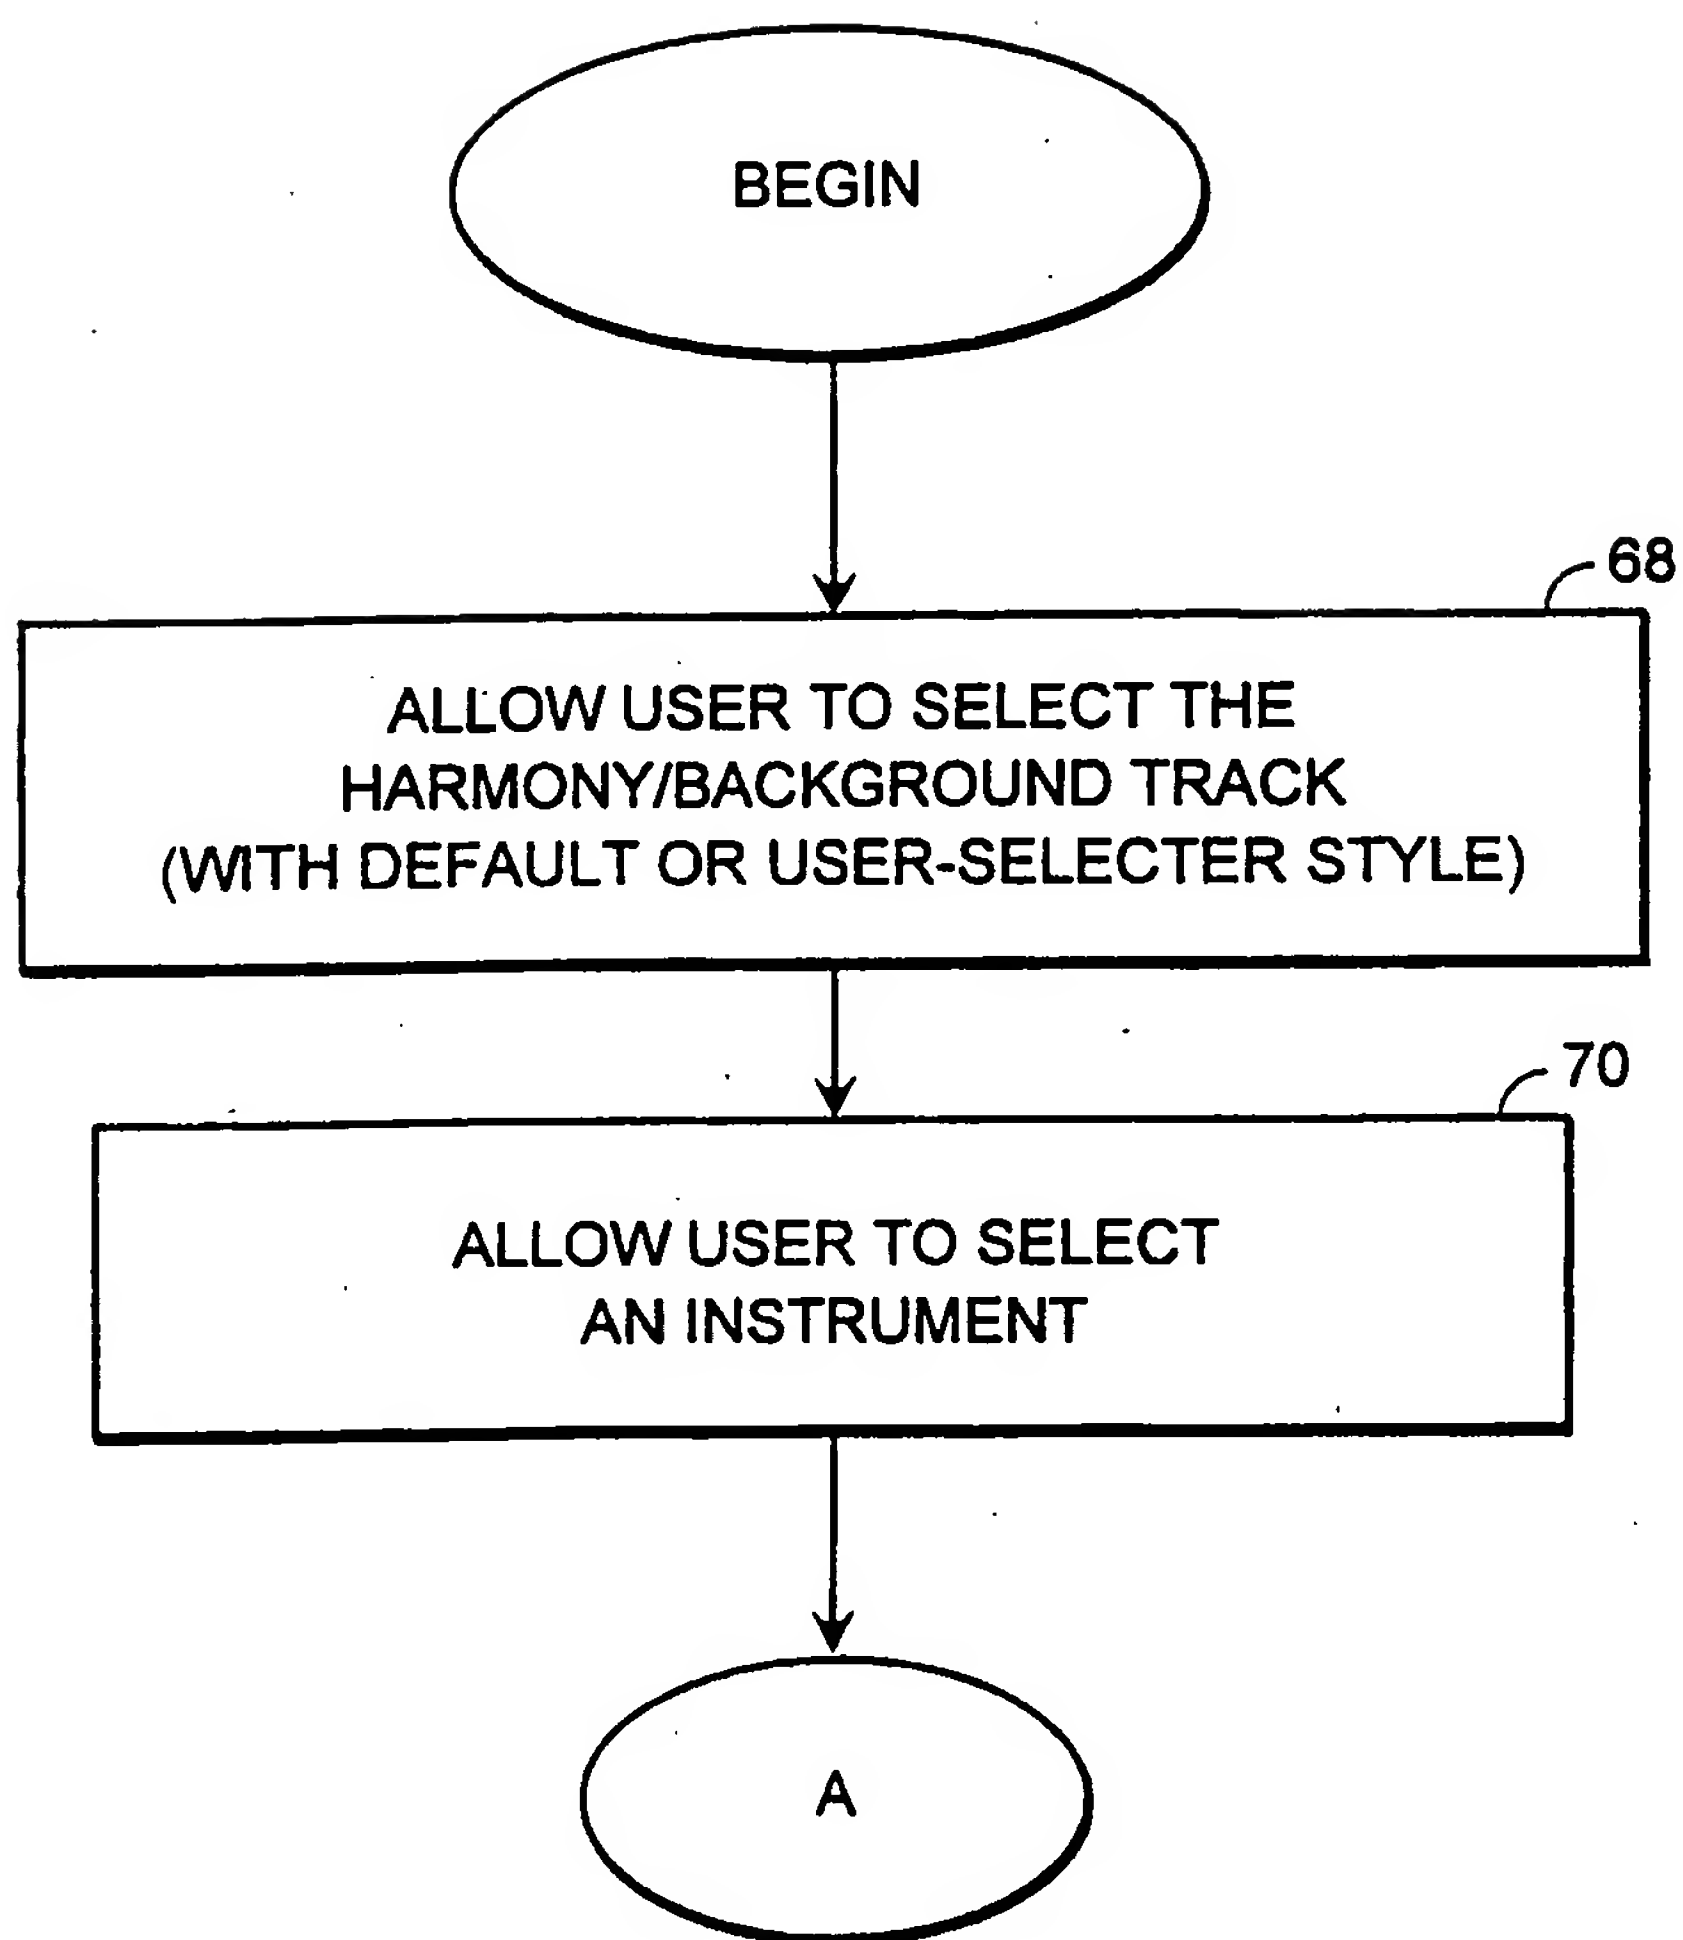 BEGIN
68
ALLOW USER TO SELECT THE
HARMONY/BACKGROUND TRACK
(WITH DEFAULT OR USER-SELECTER STYLE)
70
ALLOW USER TO SELECT
AN INSTRUMENT
A